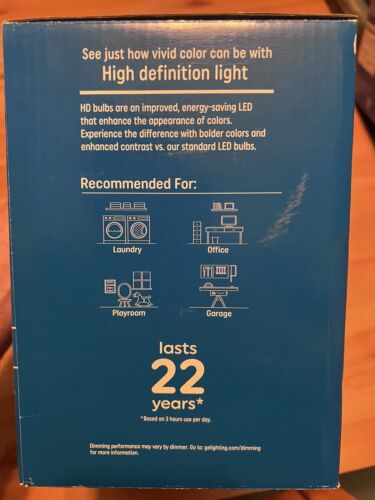 See just how vivid color can be with
High definition light
HD bulbs are an improved, energy-saving LED
that enhance the appearance of colors.
Experience the difference with bolder colors and
enhanced contrast vs. our standard LED bulbs.
Recommended For:
Laundry
Office
Playroom
Garage
lasts
22
years*
*Based on 3 hours use per day.
Dimming performance may vary by dimmer. Go to: gelighting.com/dimming
for more information.